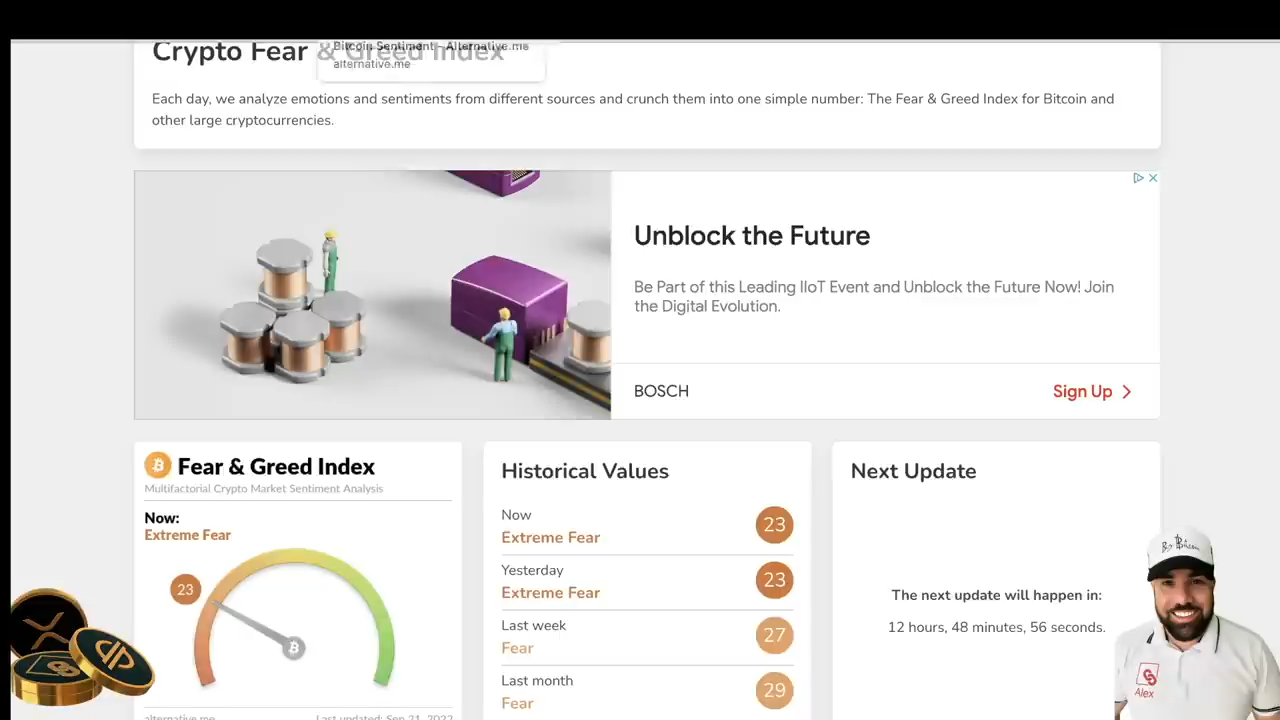 Crypto Fear & Greed Index
Bitcoin Sentiment - Alternative.me
alternative.me
Each day, we analyze emotions and sentiments from different sources and crunch them into one simple number: The Fear & Greed Index for Bitcoin and
other large cryptocurrencies.
Unblock the Future
Be Part of this Leading IIoT Event and Unblock the Future Now! Join
the Digital Evolution.
BOSCH
Sign Up
Fear & Greed Index
Multifactorial Crypto Market Sentiment Analysis
Now:
Extreme Fear
23
alternative.me
Last updated: Sep 21, 2022
Historical Values
Now
Extreme Fear
23
Yesterday
Extreme Fear
23
Last week
Fear
27
Last month
Fear
29
Next Update
The next update will happen in:
12 hours, 48 minutes, 56 seconds.
Alex